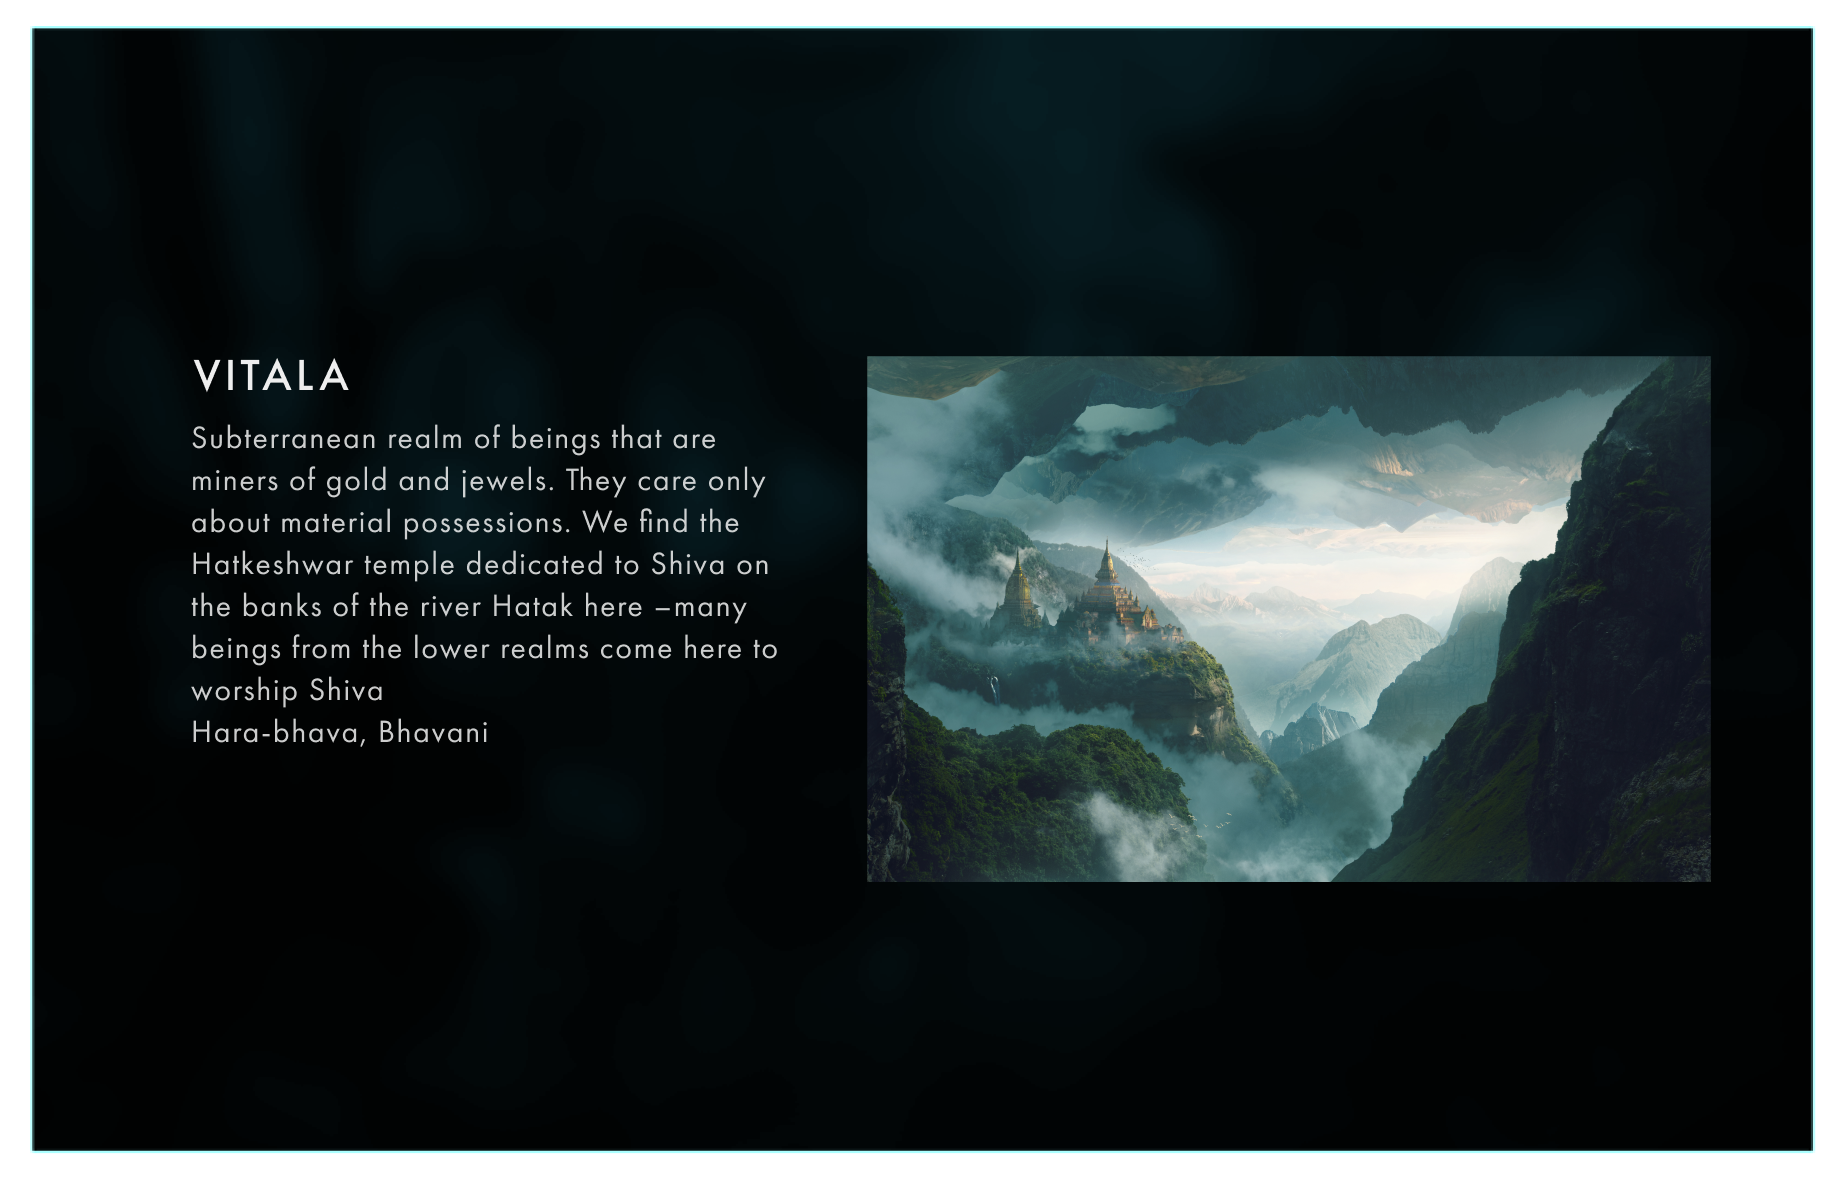 VITALA
Subterranean realm of beings that are
miners of gold and jewels. They care only
about material possessions. We find the
Hatkeshwar temple dedicated to Shiva on
the banks of the river Hatak here –many
beings from the lower realms come here to
worship Shiva
Hara-bhava, Bhavani